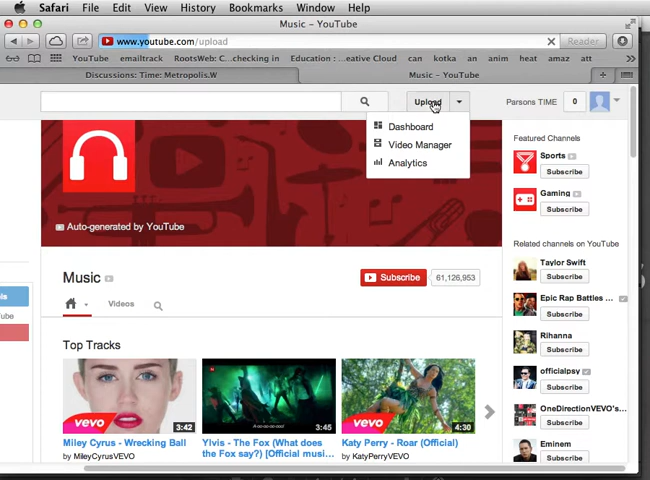 Safari File Edit View History Bookmarks Window Help
Music – YouTube
www.youtube.com/upload Reader
YouTube emailtrack RootsWeb: C...checking in Education : ...eative Cloud can kotka an anim heat amaz att
Discussions: Time: Metropolis.W Music – YouTube
Upload Parsons TIME 0
Dashboard
Video Manager
Analytics
Auto-generated by YouTube
Music
Subscribe 61,126,953
Videos
Top Tracks
vevo 3:42
A-oo-oo-oo-ooo! 3:45
vevo 4:30
Miley Cyrus - Wrecking Ball
by MileyCyrusVEVO
Ylvis - The Fox (What does
the Fox say?) [Official musi...
Katy Perry - Roar (Official)
by KatyPerryVEVO
Featured Channels
Sports
Subscribe
Gaming
Subscribe
Related channels on YouTube
Taylor Swift
Subscribe
Epic Rap Battles ...
Subscribe
Rihanna
Subscribe
officialpsy
Subscribe
OneDirectionVEVO's...
Subscribe
Eminem
Subscribe